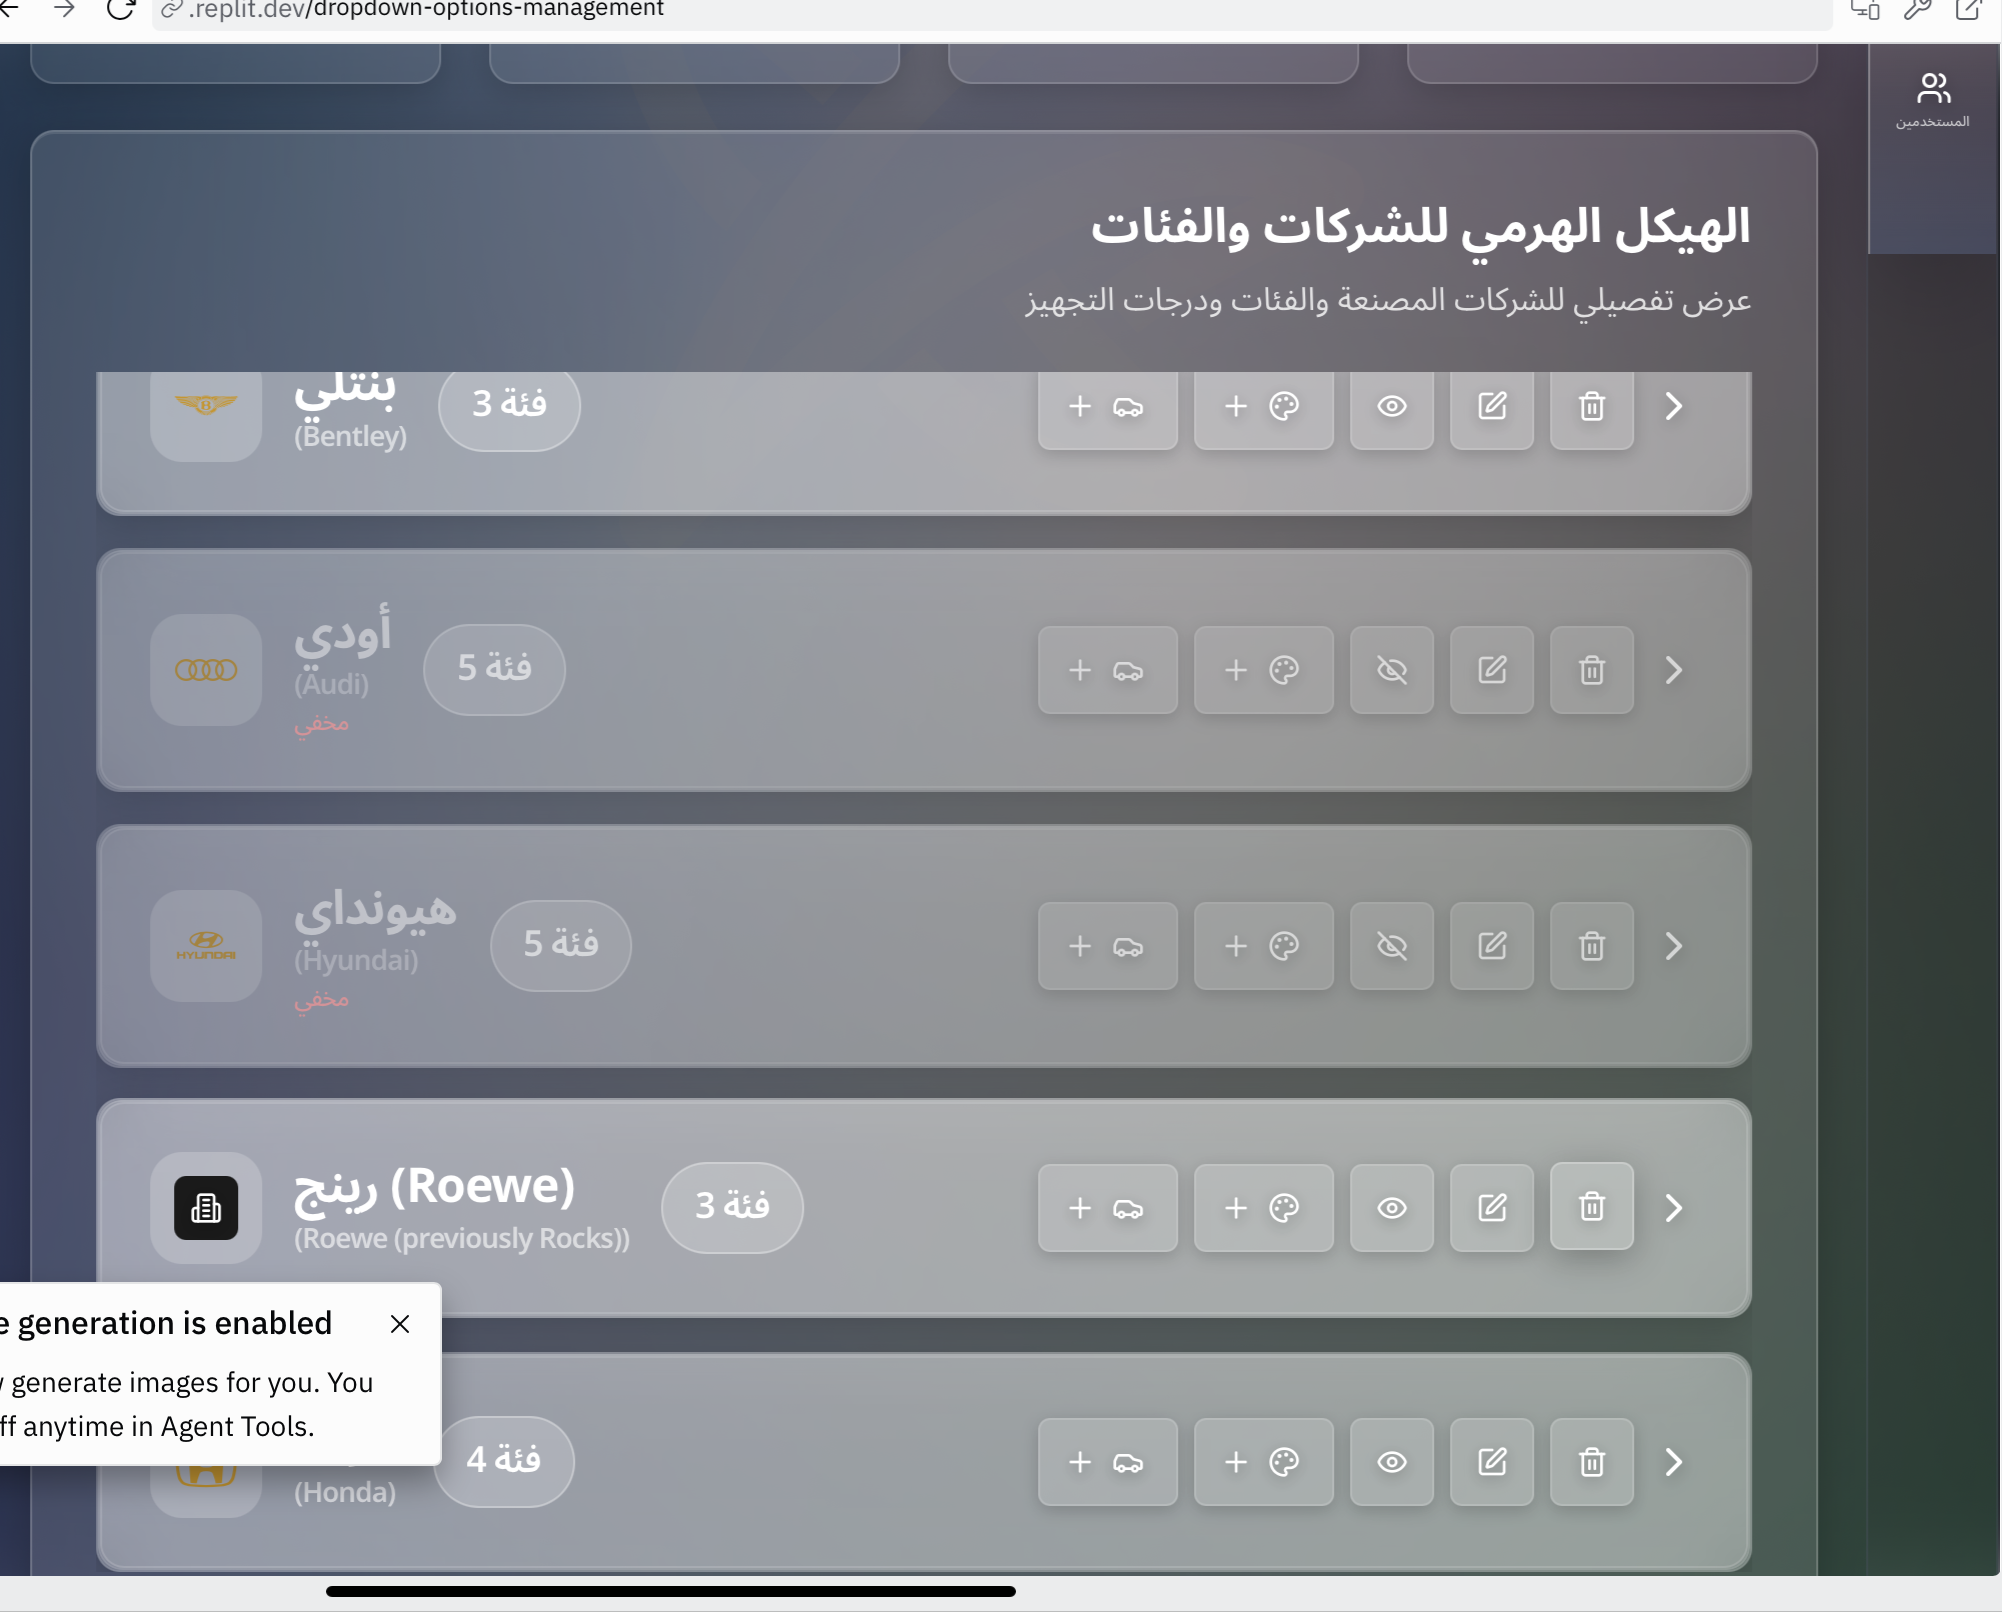 .replit.dev/dropdown-options-management
المستخدمين
الهيكل الهرمي للشركات والفئات
عرض تفصيلي للشركات المصنعة والفئات ودرجات التجهيز
بنتلي
(Bentley)
3 فئة
أودي
(Audi)
مخفي
5 فئة
هيونداي
(Hyundai)
مخفي
5 فئة
HYUNDAI
رينج (Roewe)
(Roewe (previously Rocks))
3 فئة
generation is enabled
generate images for you. You
anytime in Agent Tools.
(Honda)
4 فئة